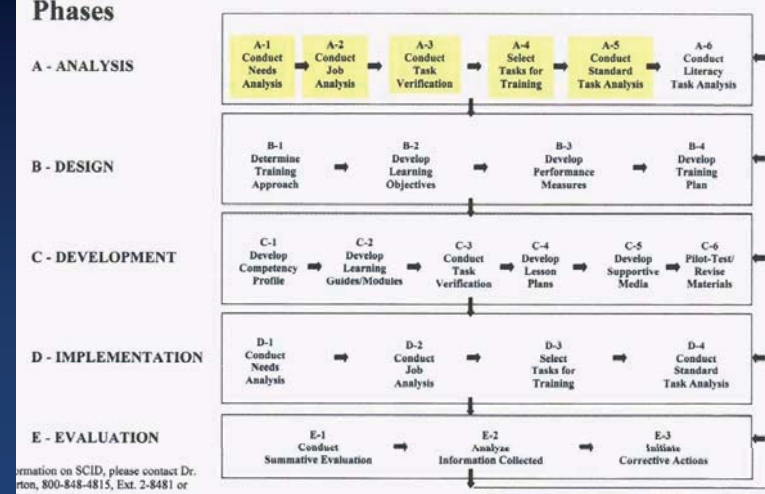 Phases
A - ANALYSIS
A-1
Conduct
Needs
Analysis
A-2
Conduct
Job
Analysis
A-3
Conduct
Task
Verification
A-4
Select
Tasks for
Training
A-5
Conduct
Standard
Task Analysis
A-6
Conduct
Literacy
Task Analysis
B - DESIGN
B-1
Determine
Training
Approach
B-2
Develop
Learning
Objectives
B-3
Develop
Performance
Measures
B-4
Develop
Training
Plan
C - DEVELOPMENT
C-1
Develop
Competency
Profile
C-2
Develop
Learning
Guides/Modules
C-3
Conduct
Task
Verification
C-4
Develop
Lesson
Plans
C-5
Develop
Supportive
Media
C-6
Pilot-Test/
Revise
Materials
D - IMPLEMENTATION
D-1
Conduct
Needs
Analysis
D-2
Conduct
Job
Analysis
D-3
Select
Tasks for
Training
D-4
Conduct
Standard
Task Analysis
E - EVALUATION
E-1
Conduct
Summative Evaluation
E-2
Analyze
Information Collected
E-3
Initiate
Corrective Actions
ormation on SCID, please contact Dr.
rton, 800-848-4815, Ext. 2-8481 or